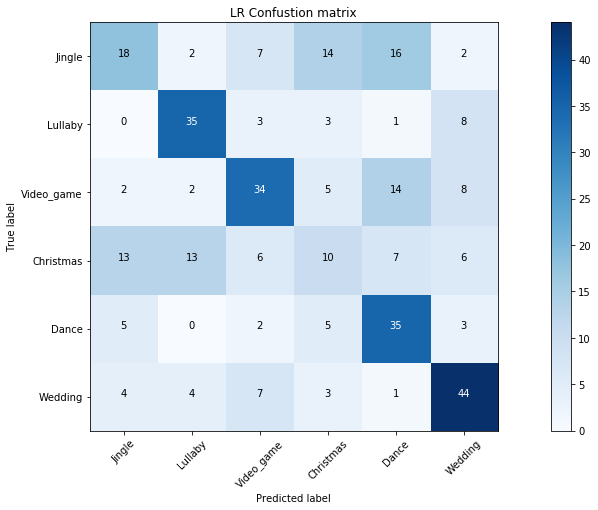 LR Confustion matrix
Jingle 18 2 7 14 16 2
Lullaby 0 35 3 3 1 8
Video_game 2 2 34 5 14 8
Christmas 13 13 6 10 7 6
Dance 5 0 2 5 35 3
Wedding 4 4 7 3 1 44
True label
Jingle Lullaby Video_game Christmas Dance Wedding
Predicted label
40
35
30
25
20
15
10
5
0